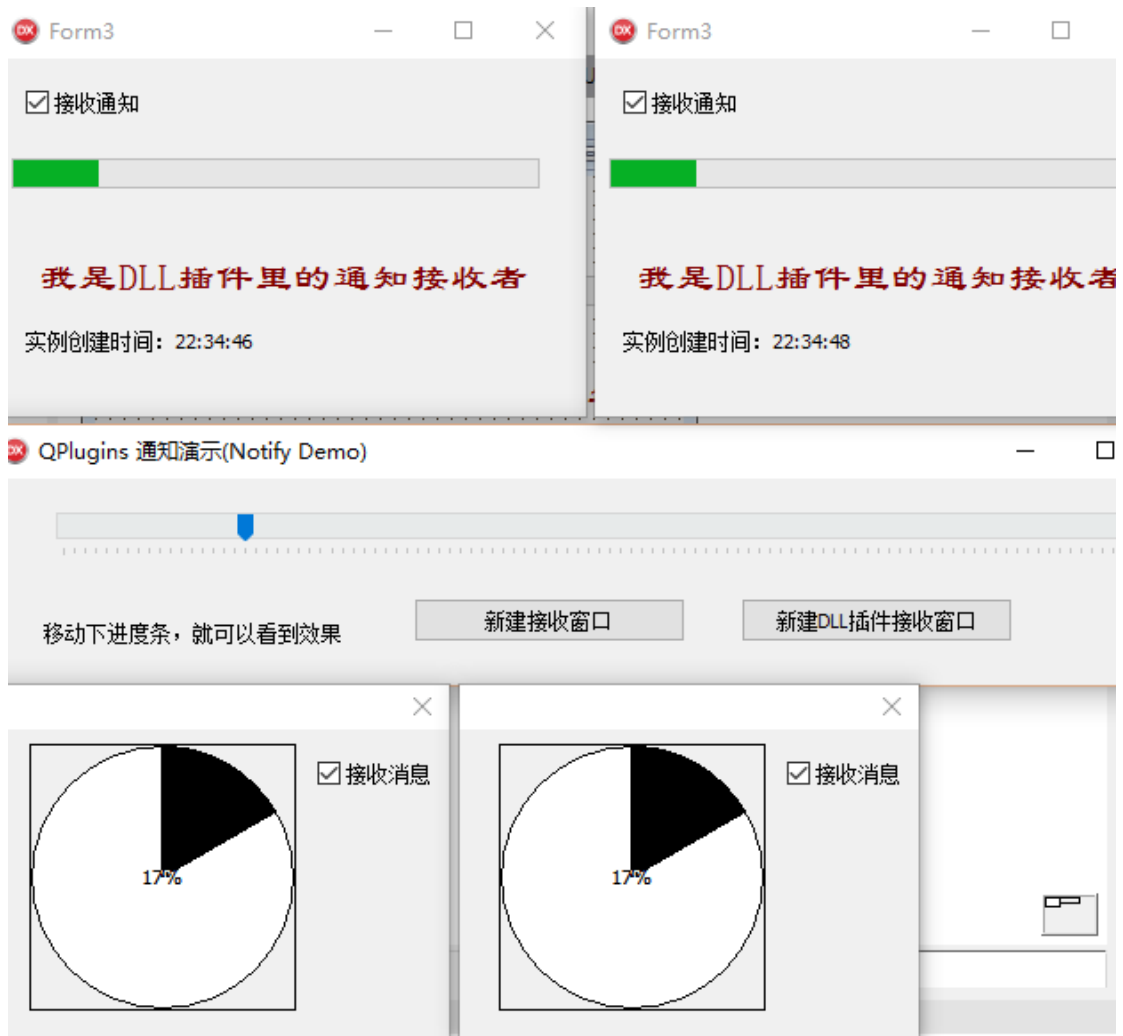 Form3
接收通知
我是DLL插件里的通知接收者
实例创建时间：22:34:46
Form3
接收通知
我是DLL插件里的通知接收者
实例创建时间：22:34:48
QPlugins 通知演示(Notify Demo)
移动下进度条，就可以看到效果
新建接收窗口
新建DLL插件接收窗口
接收消息
17%
接收消息
17%